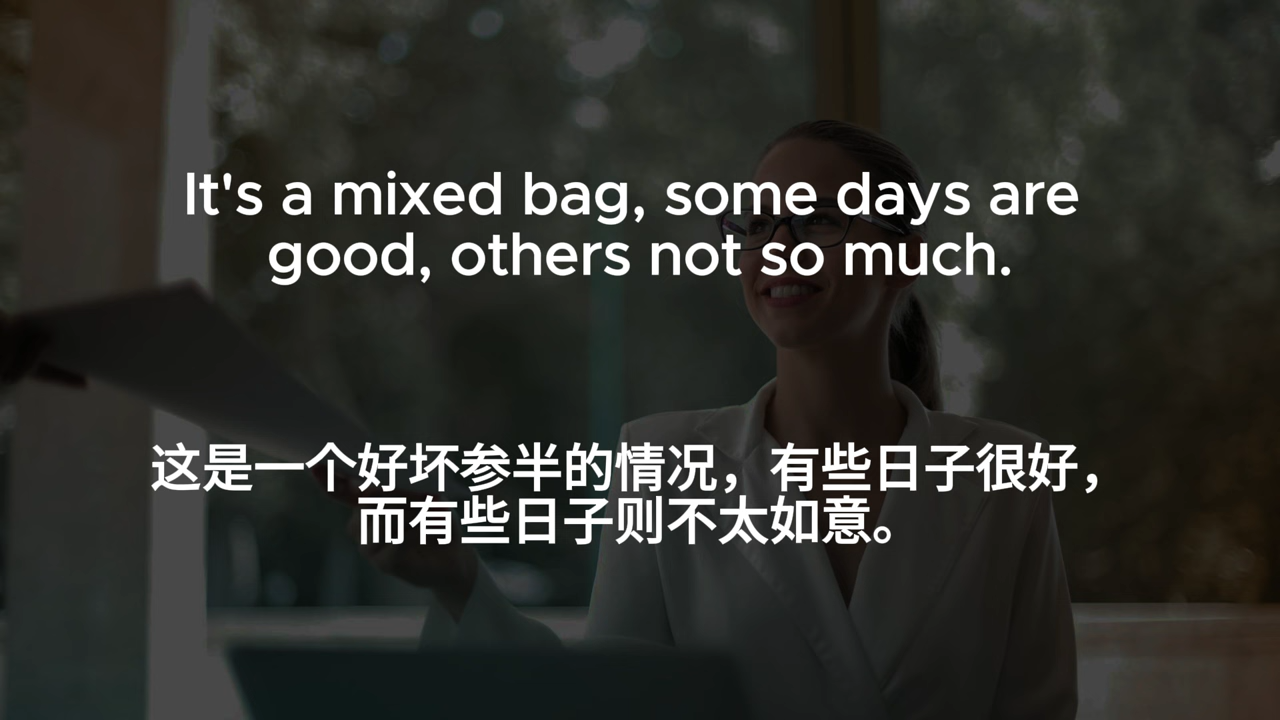 It's a mixed bag, some days are
good, others not so much.
这是一个好坏参半的情况，有些日子很好，
而有些日子则不太如意。